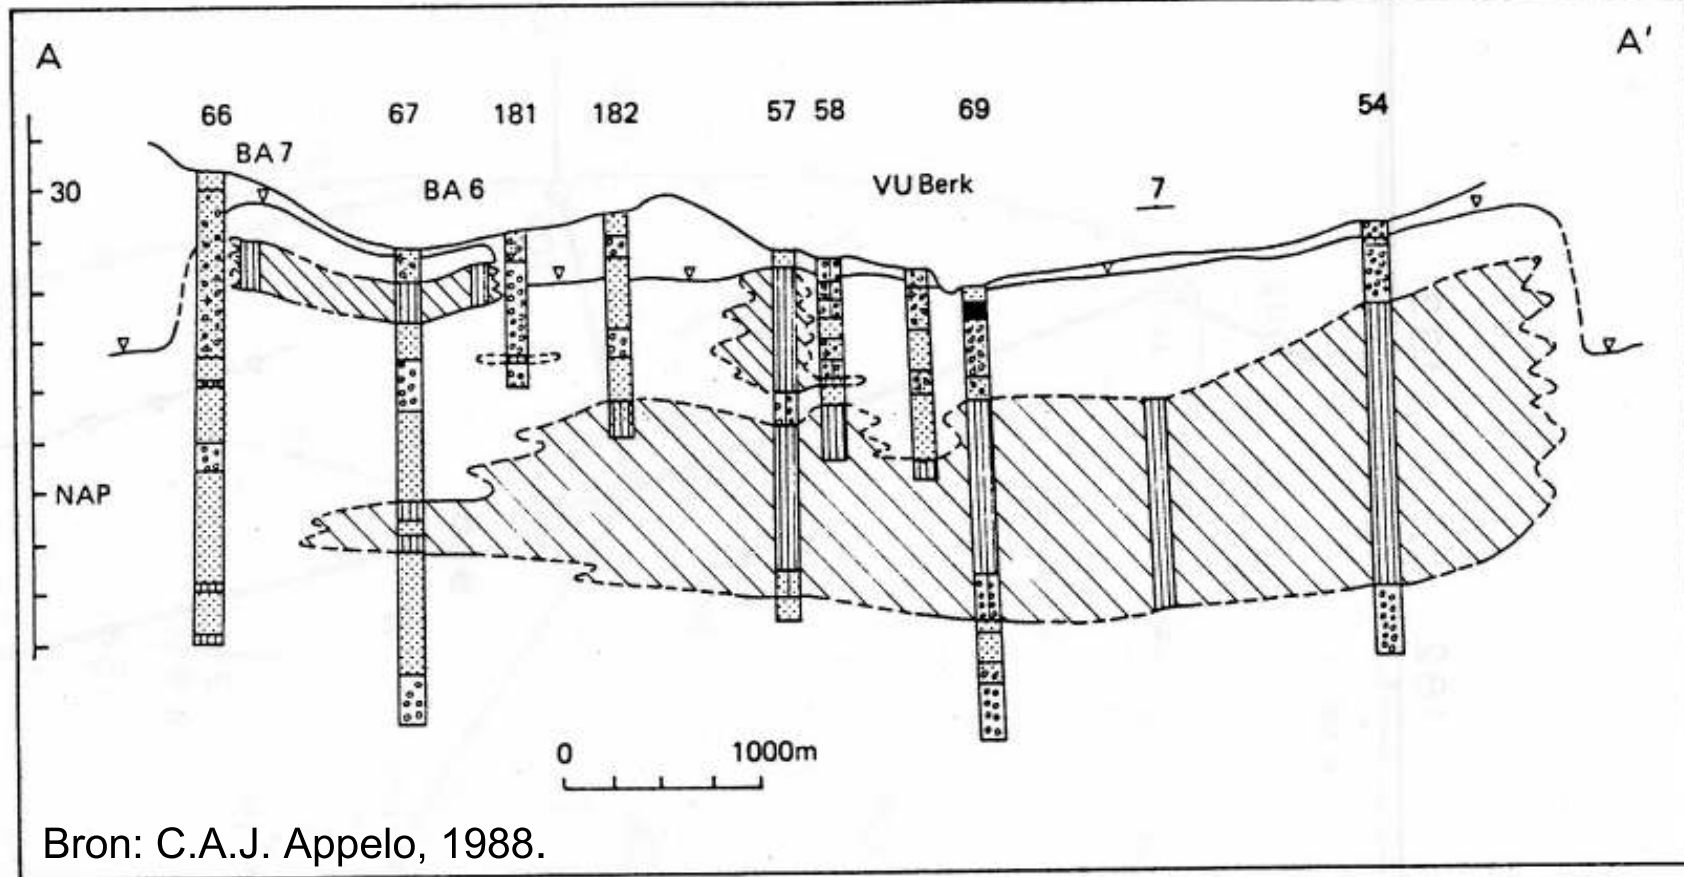 A A'
66 67 181 182 57 58 69 54
BA 7
30 BA 6 VU Berk 7
NAP
0 1000m
Bron: C.A.J. Appelo, 1988.